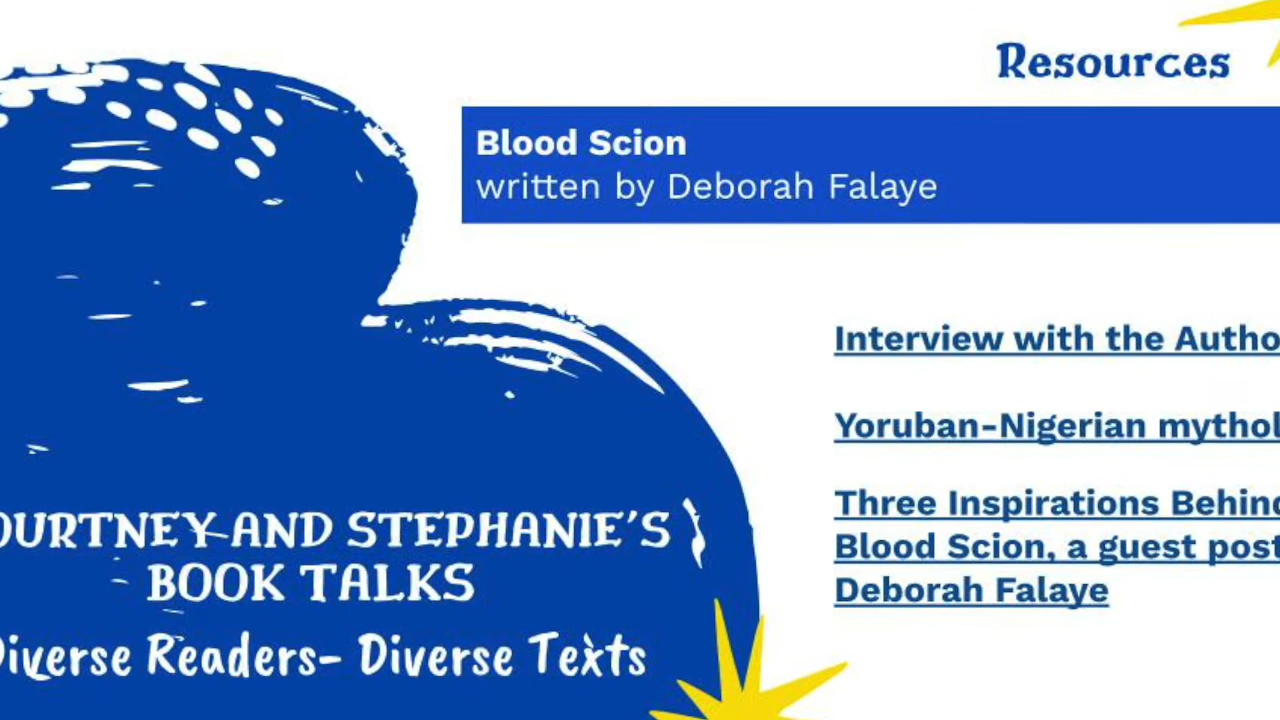 Resources
Blood Scion
written by Deborah Falaye
Interview with the Autho
Yoruban-Nigerian mythol
Three Inspirations Behind
Blood Scion, a guest post
Deborah Falaye
OURTNEY AND STEPHANIE'S
BOOK TALKS
Diverse Readers- Diverse Texts